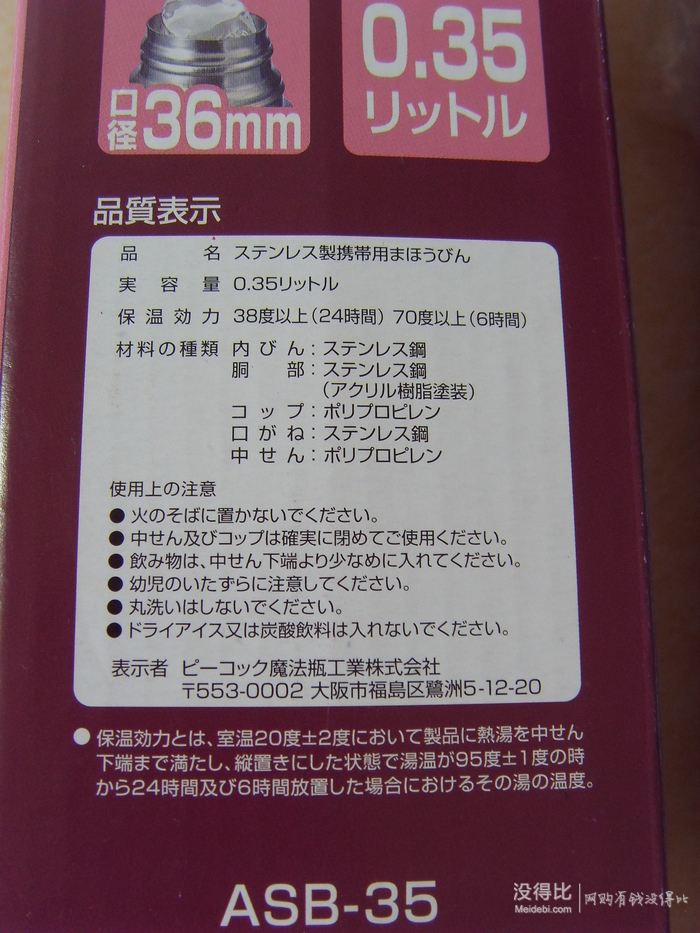 口径36mm
0.35
リットル
品質表示
品名 ステンレス製携帯用まほうびん
実容量 0.35リットル
保温効力 38度以上(24時間) 70度以上(6時間)
材料の種類 内びん:ステンレス鋼
胴部:ステンレス鋼
(アクリル樹脂塗装)
コップ:ポリプロピレン
口がね:ステンレス鋼
中せん:ポリプロピレン
使用上の注意
●火のそばに置かないでください。
●中せん及びコップは確実に閉めてご使用ください。
●飲み物は、中せん下端より少なめに入れてください。
●幼児のいたずらに注意してください。
●丸洗いはしないでください。
●ドライアイス又は炭酸飲料は入れないでください。
表示者 ピーコック魔法瓶工業株式会社
〒553-0002 大阪市福島区鷺洲5-12-20
●保温効力とは、室温20度±2度において製品に熱湯を中せん
下端まで満たし、縦置きにした状態で湯温が95度±1度の時
から24時間及び6時間放置した場合におけるその湯の温度。
ASB-35
没得比 网购有钱没得比
Meidebi.com